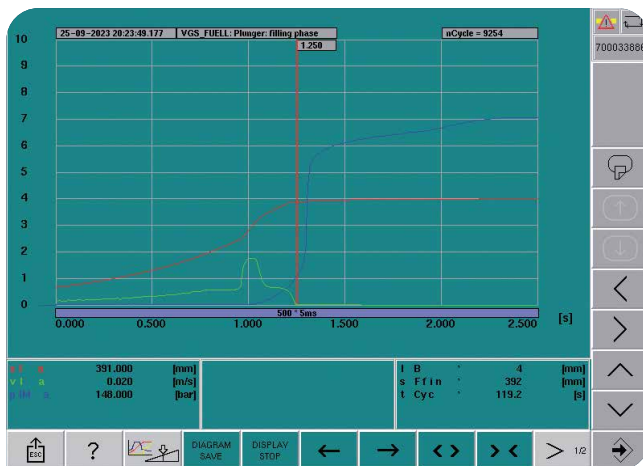 25-09-2023 20:23:49.177 VGS_FUELL: Plunger: filling phase nCycle = 9254
1.250
700033886
10
9
8
7
6
5
4
3
2
1
0
500 * 5ms
0.000 0.500 1.000 1.500 2.000 2.500 [s]
391.000 [mm]
0.020 [m/s]
148.000 [bar]
l B ' 4 [mm]
s Ffin ' 392 [mm]
t Cyc ' 119.2 [s]
ESC
?
DIAGRAM
SAVE
DISPLAY
STOP
1/2